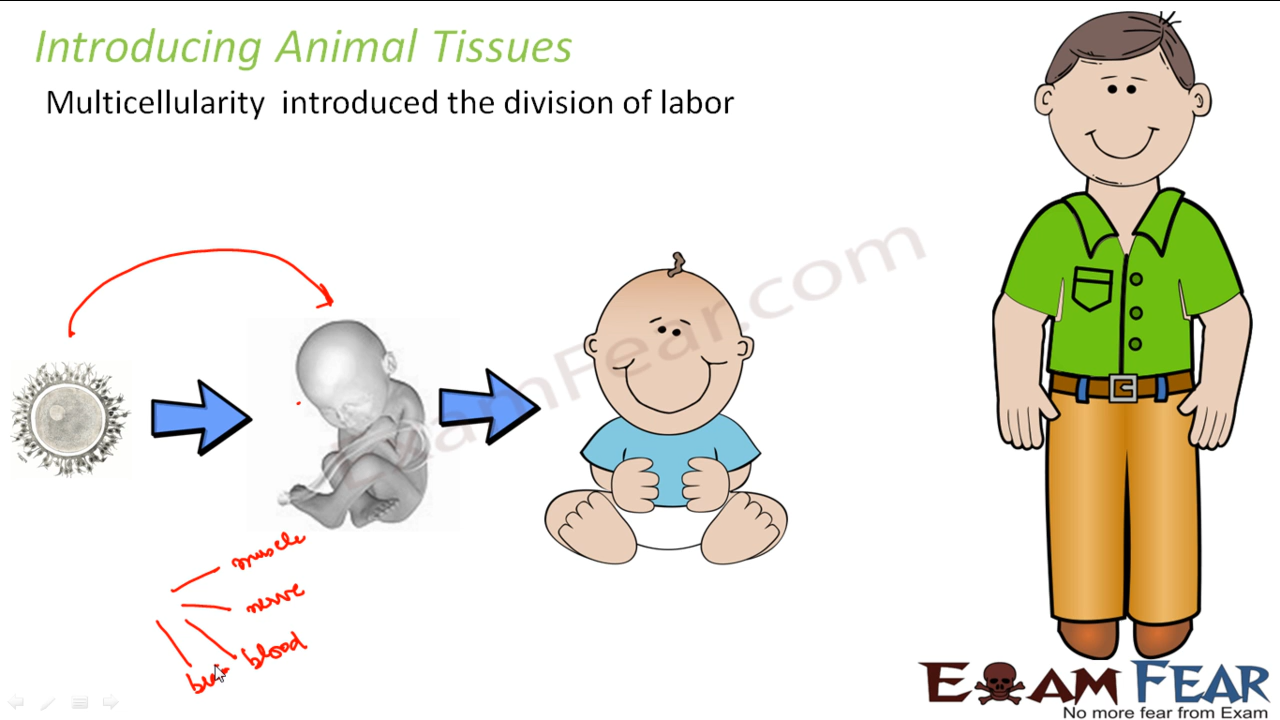 Introducing Animal Tissues
Multicellularity introduced the division of labor
ExamFear.com
muscle
nerve
blood
EXAM FEAR
No more fear from Exam